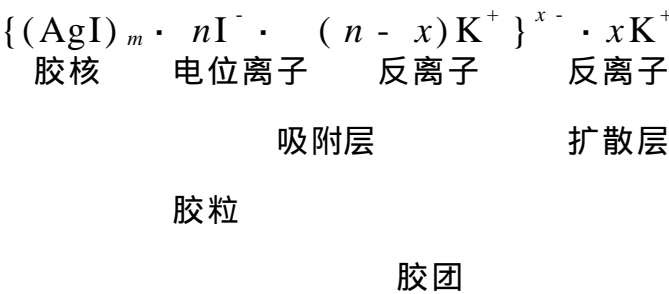 {(AgI)ₘ · nI⁻ · (n - x)K⁺}ˣ⁻ · xK⁺
胶核 电位离子 反离子 反离子
吸附层 扩散层
胶粒
胶团